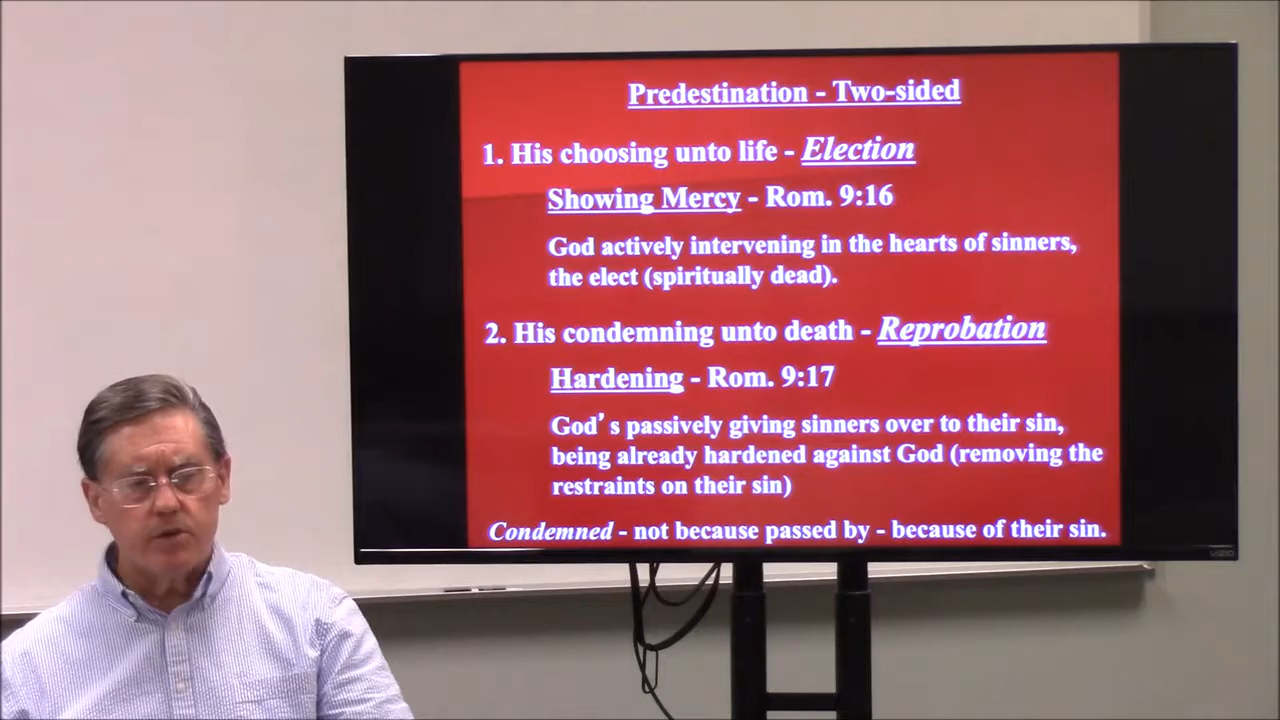 Predestination - Two-sided
1. His choosing unto life - Election
Showing Mercy - Rom. 9:16
God actively intervening in the hearts of sinners,
the elect (spiritually dead).
2. His condemning unto death - Reprobation
Hardening - Rom. 9:17
God's passively giving sinners over to their sin,
being already hardened against God (removing the
restraints on their sin)
Condemned - not because passed by - because of their sin.
VIZIO